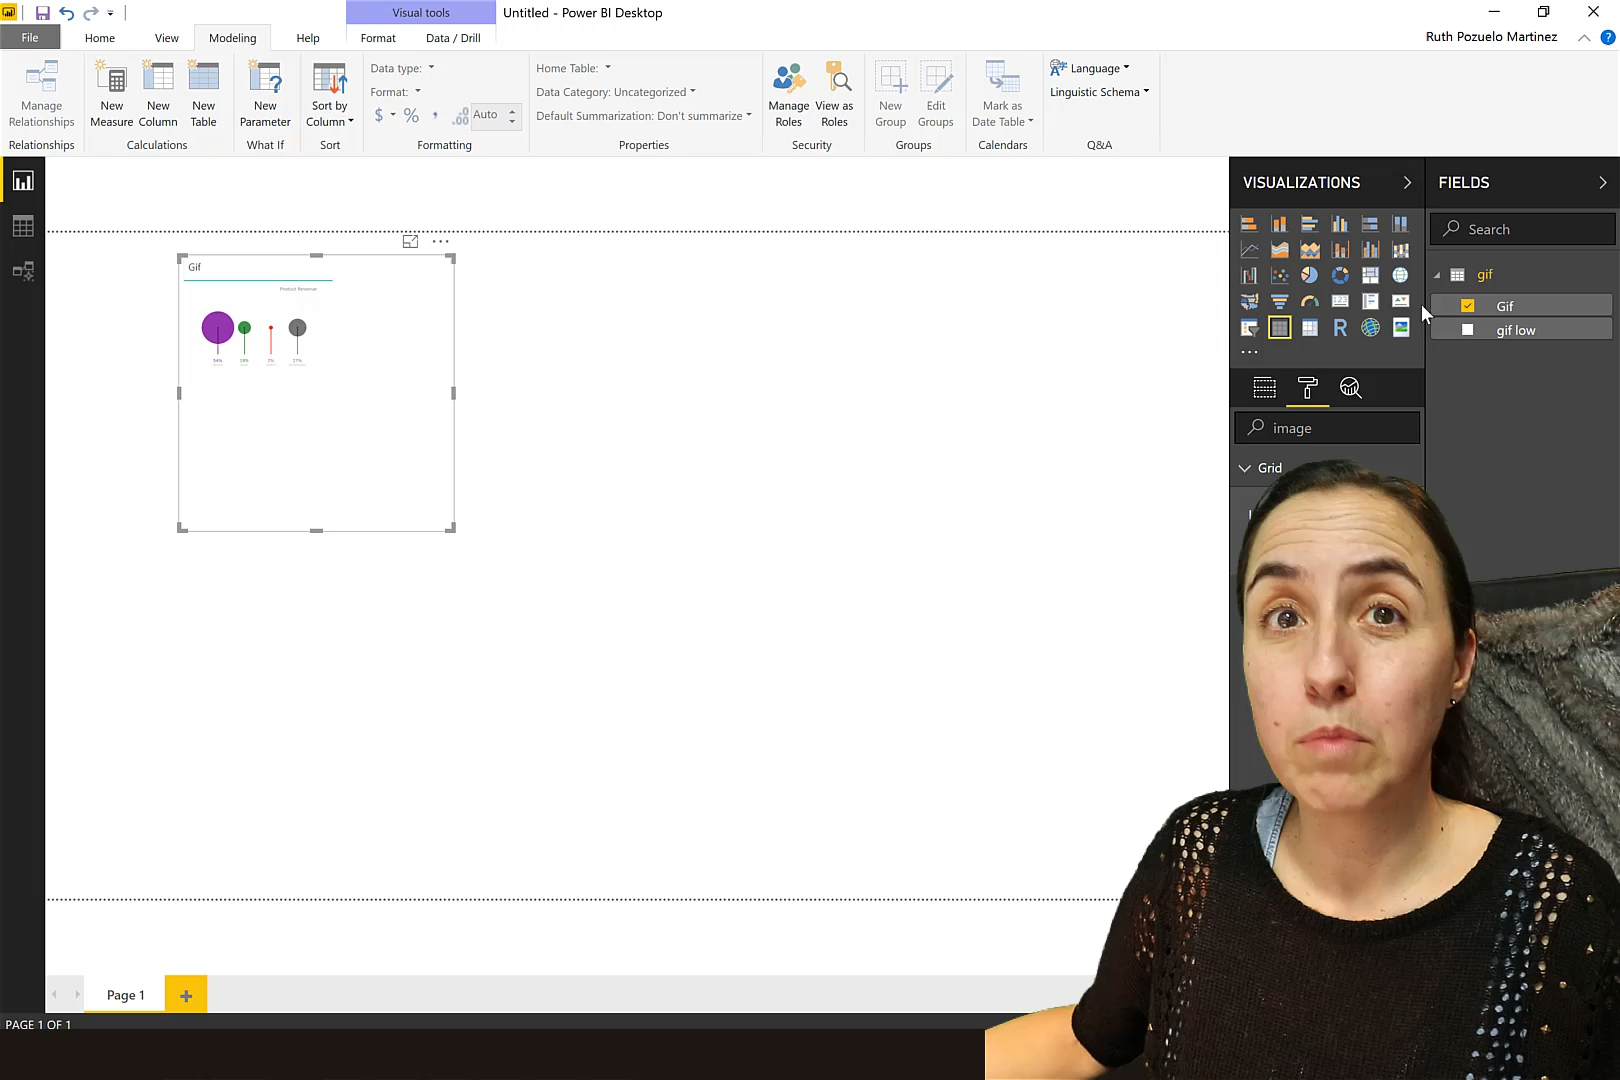 Visual tools
Untitled - Power BI Desktop
File
Home
View
Modeling
Help
Format
Data / Drill
Ruth Pozuelo Martinez
?
Manage
Relationships
New
Measure
New
Column
New
Table
New
Parameter
Sort by
Column
Data type:
Format:
$ % , Auto
Home Table:
Data Category: Uncategorized
Default Summarization: Don't summarize
Manage
Roles
View as
Roles
New
Group
Edit
Groups
Mark as
Date Table
Language
Linguistic Schema
Relationships
Calculations
What If
Sort
Formatting
Properties
Security
Groups
Calendars
Q&A
Gif
Product Revenue
VISUALIZATIONS
R
image
Grid
FIELDS
Search
gif
Gif
gif low
Page 1
PAGE 1 OF 1